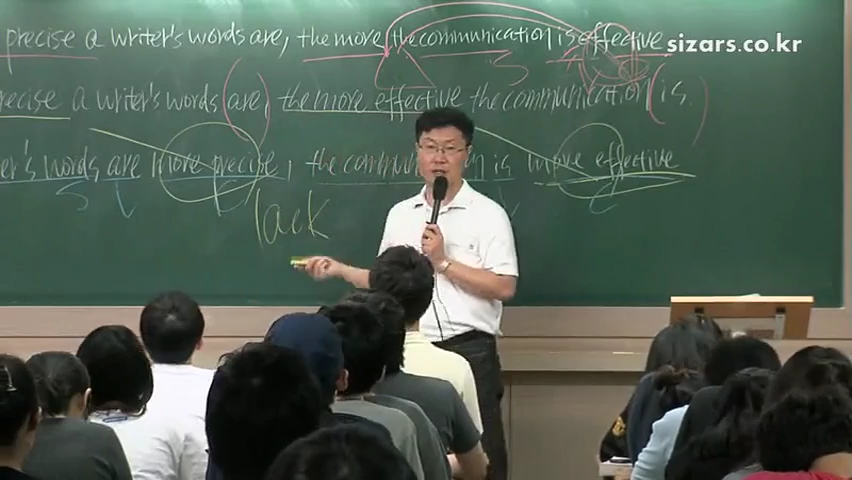 precise a writer's words are, the more the communication is effective
sizars.co.kr
precise a writer's words are, the more effective the communication is.
writer's words are more precise, the communication is more effective
S V lack